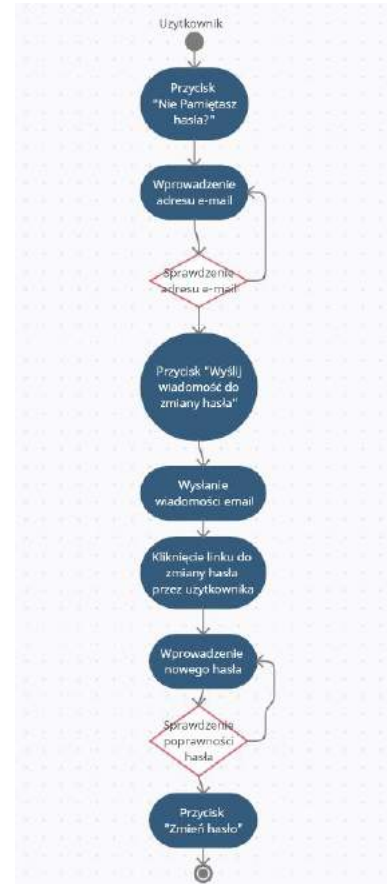 Użytkownik
Przycisk
"Nie Pamiętasz
hasła?"
Wprowadzenie
adresu e-mail
Sprawdzenie
adresu e-mail
Przycisk "Wyślij
wiadomość do
zmiany hasła"
Wysłanie
wiadomości email
Kliknięcie linku do
zmiany hasła
przez użytkownika
Wprowadzenie
nowego hasła
Sprawdzenie
poprawności
hasła
Przycisk
"Zmień hasło"